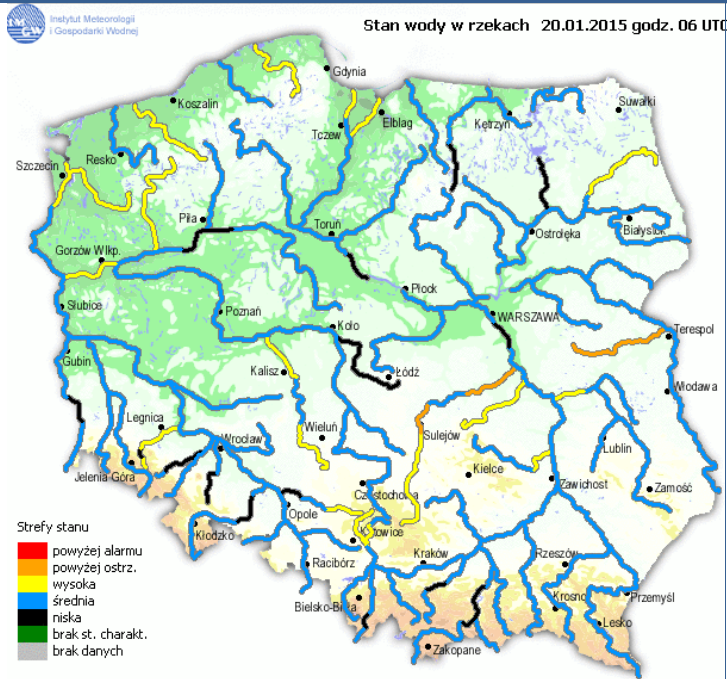 Instytut Meteorologii
i Gospodarki Wodnej
IM
GW
Stan wody w rzekach 20.01.2015 godz. 06 UTC
Gdynia
Koszalin
Suwałki
Elbląg
Tczew
Kętrzyn
Resko
Szczecin
Piła
Toruń
Ostrołęka
Białystok
Gorzów Wlkp.
Płock
Słubice
Poznań
WARSZAWA
Koło
Terespol
Gubin
Kalisz
Łódź
Włodawa
Legnica
Wieluń
Sulejów
Wrocław
Lublin
Jelenia Góra
Kielce
Częstochowa
Zawichost
Zamość
Opole
Kłodzko
Katowice
Racibórz
Kraków
Rzeszów
Bielsko-Biała
Krosno
Przemyśl
Lesko
Zakopane
Strefy stanu
powyżej alarmu
powyżej ostrz.
wysoka
średnia
niska
brak st. charakt.
brak danych